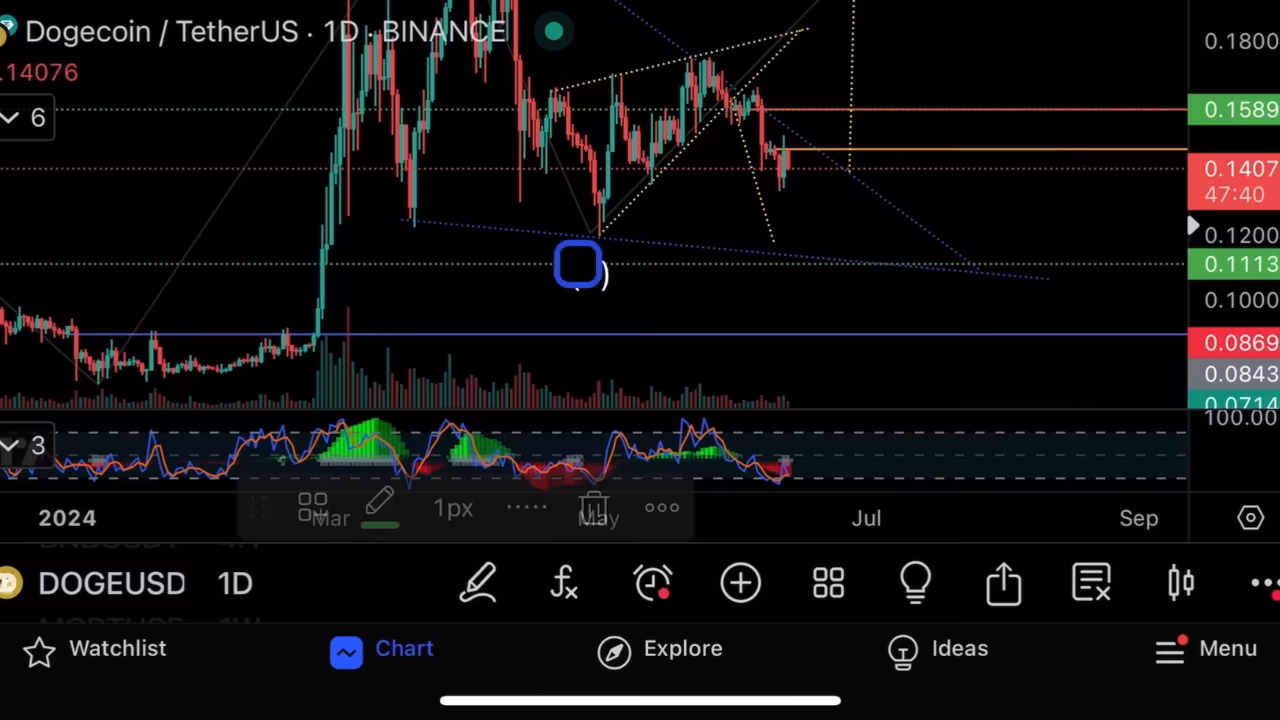 Dogecoin / TetherUS · 1D · BINANCE
.14076
6
0.1800
0.1589
0.1407
47:40
0.1200
0.1113
)
0.1000
0.0869
0.0843
0.0714
100.00
3
1px
2024
Mar
May
Jul
Sep
DOGEUSD
1D
Watchlist
Chart
Explore
Ideas
Menu